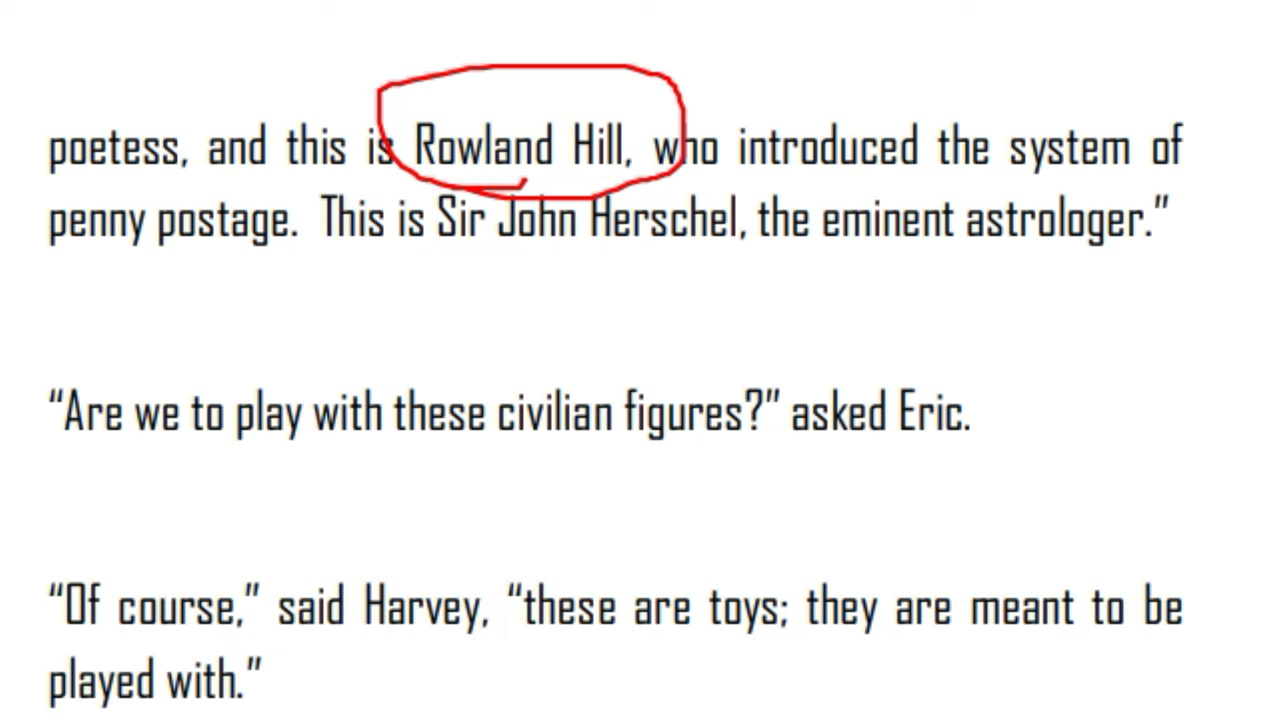 poetess, and this is Rowland Hill, who introduced the system of
penny postage. This is Sir John Herschel, the eminent astrologer.”
“Are we to play with these civilian figures?” asked Eric.
“Of course,” said Harvey, “these are toys; they are meant to be
played with.”